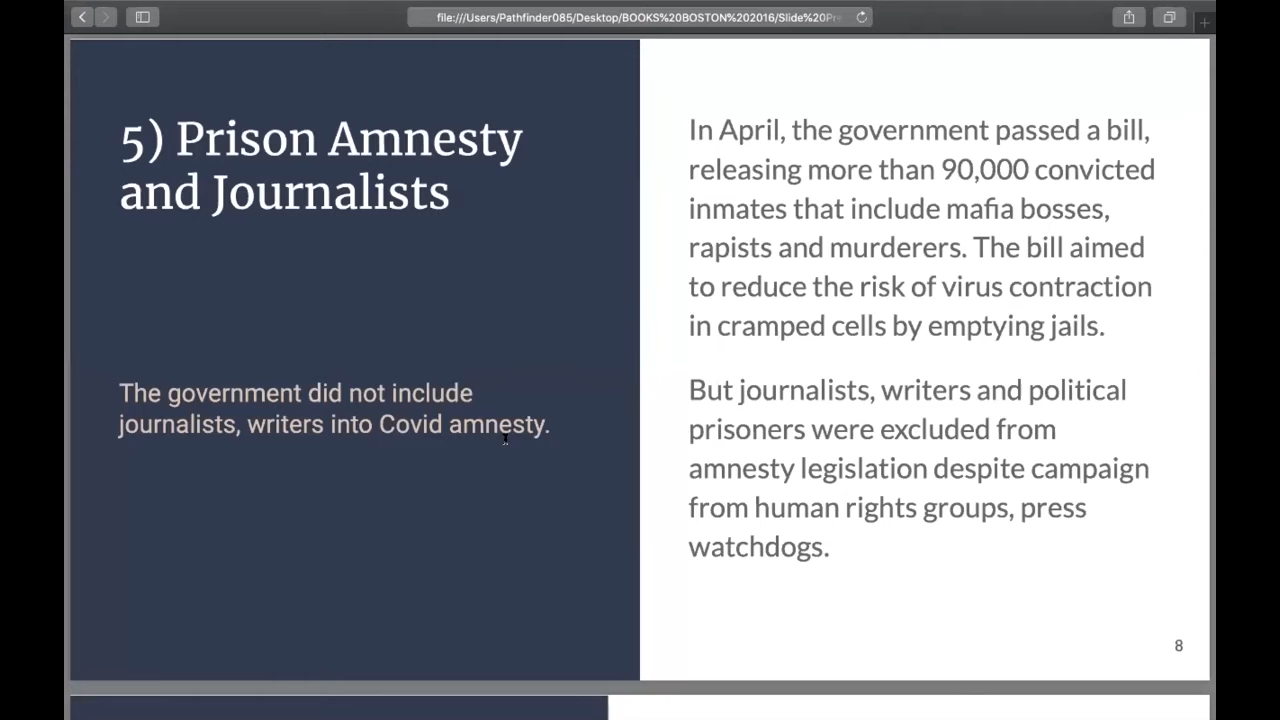 file:///Users/Pathfinder085/Desktop/BOOKS%20BOSTON%202016/Slide%20Pr
5) Prison Amnesty
and Journalists
The government did not include
journalists, writers into Covid amnesty.
In April, the government passed a bill,
releasing more than 90,000 convicted
inmates that include mafia bosses,
rapists and murderers. The bill aimed
to reduce the risk of virus contraction
in cramped cells by emptying jails.
But journalists, writers and political
prisoners were excluded from
amnesty legislation despite campaign
from human rights groups, press
watchdogs.
8